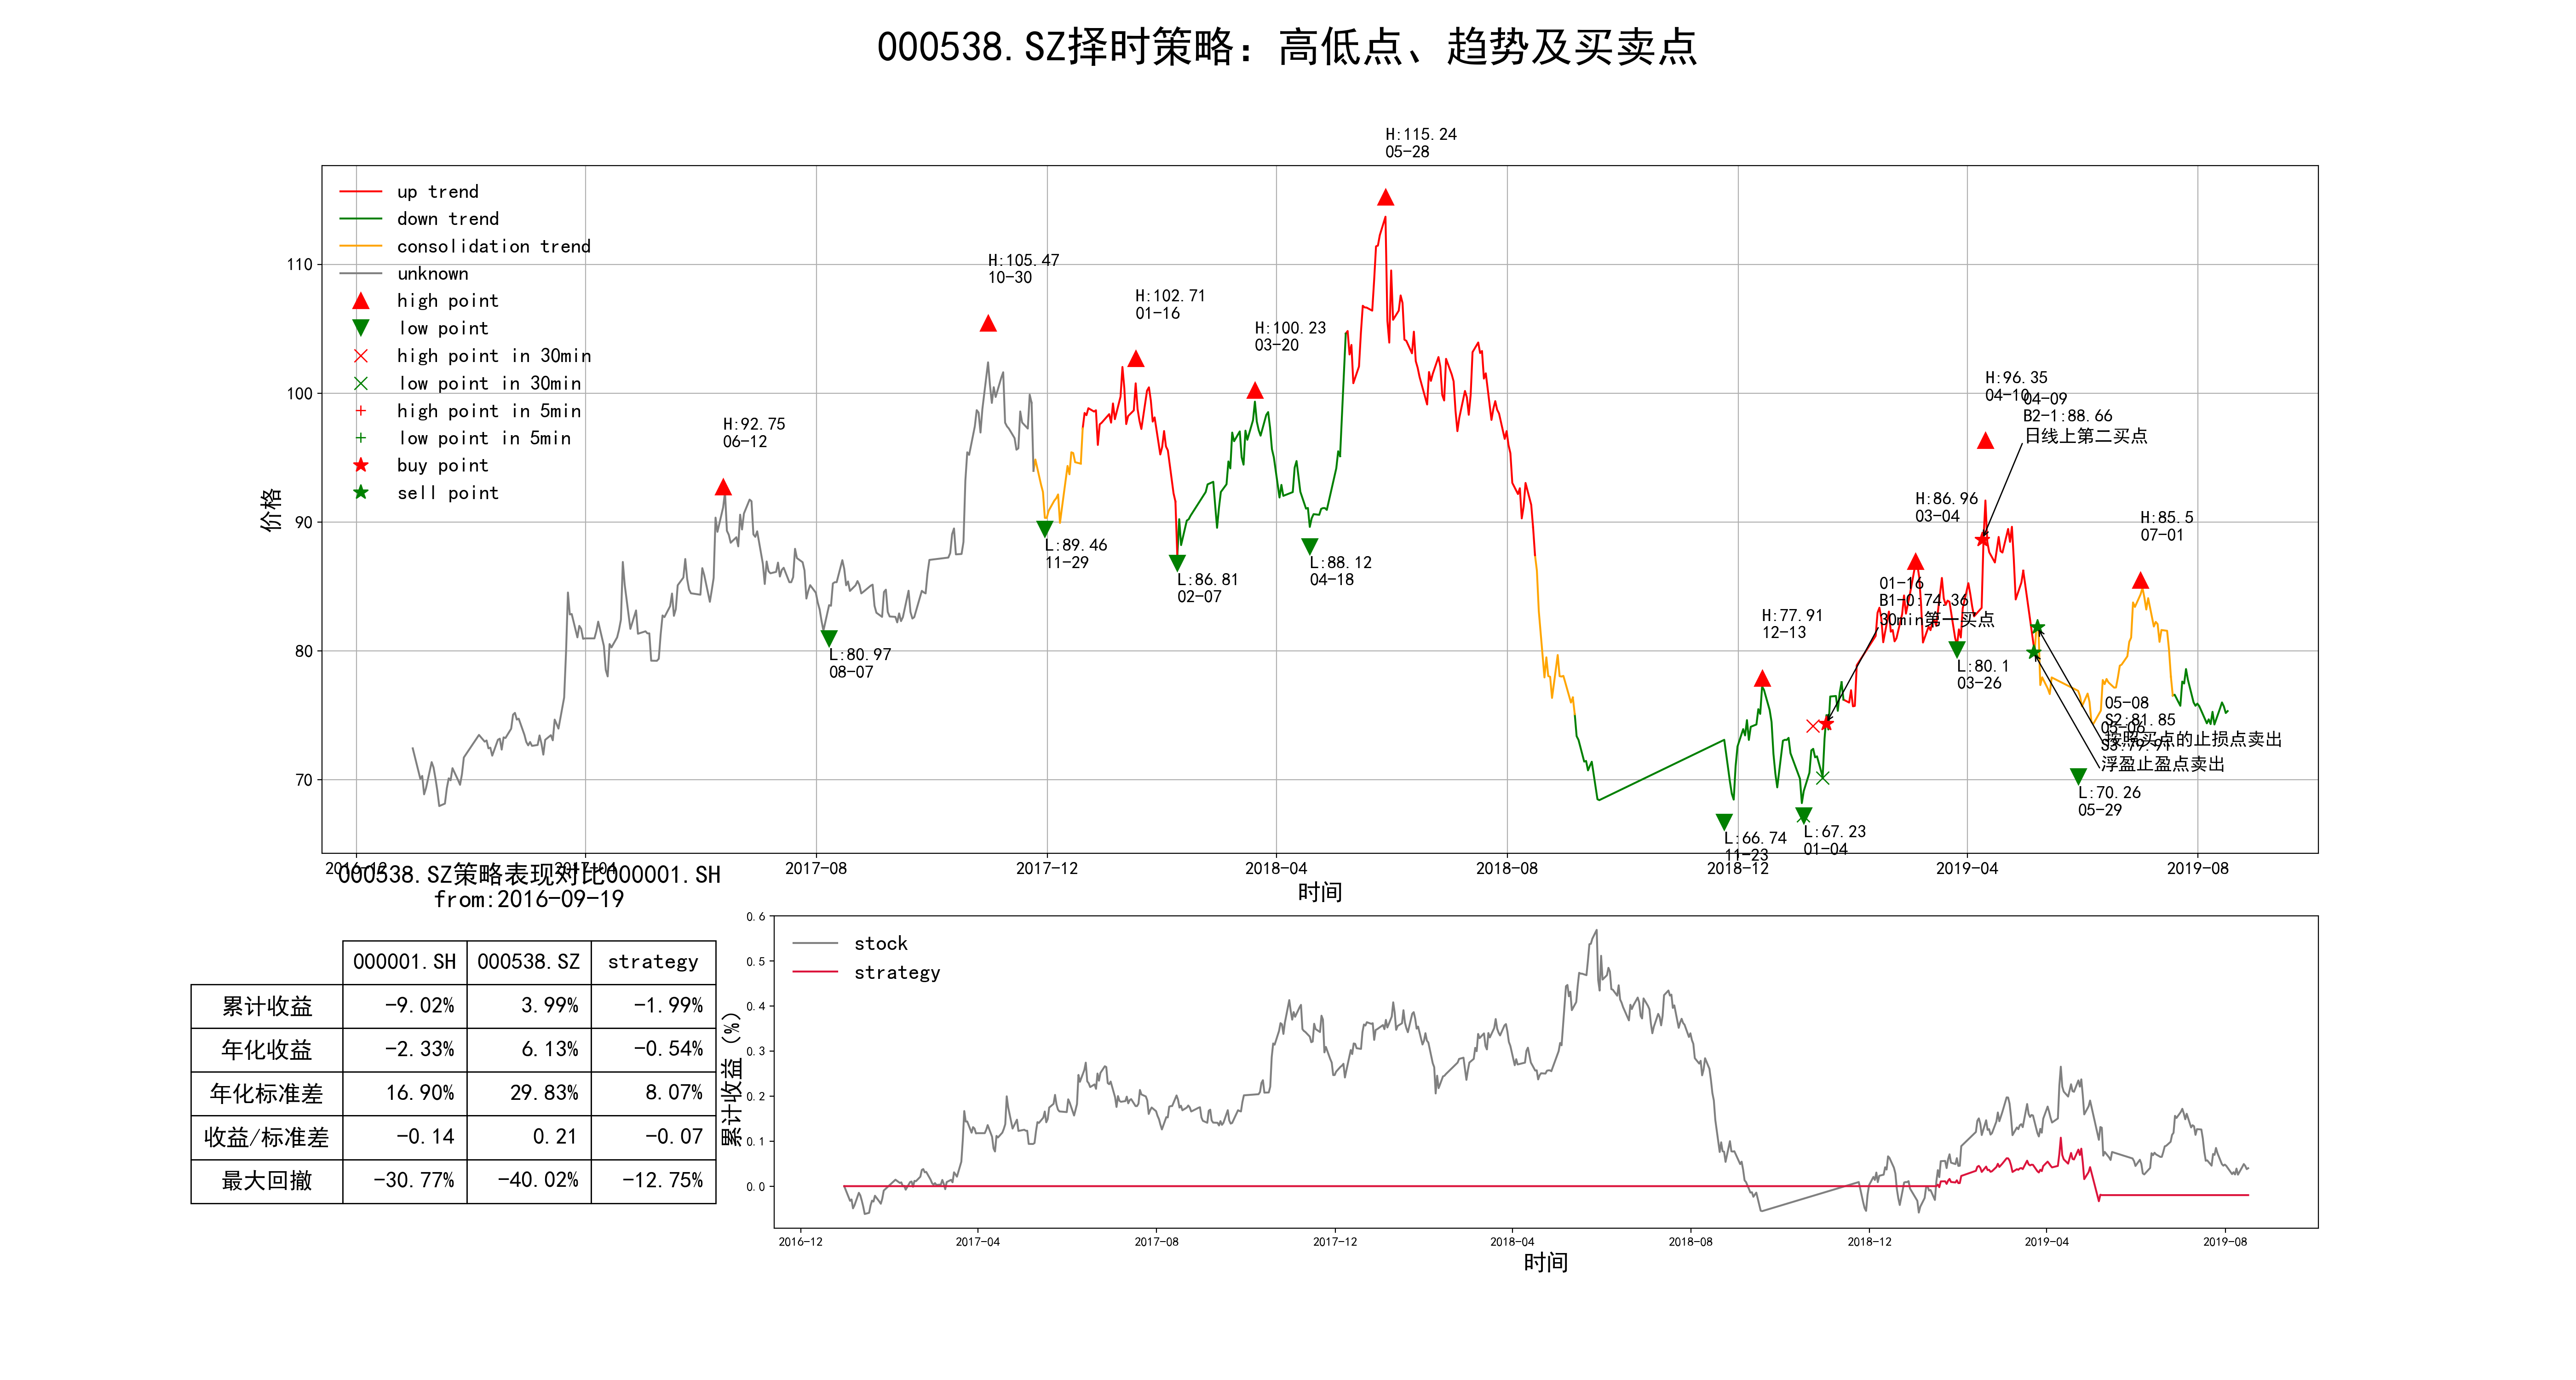 000538.SZ择时策略: 高低点、趋势及买卖点
up trend
down trend
consolidation trend
unknown
high point
low point
high point in 30min
low point in 30min
high point in 5min
low point in 5min
buy point
sell point
价格
110
100
90
80
70
H:92.75
06-12
L:80.97
08-07
H:105.47
10-30
L:89.46
11-29
H:102.71
01-16
L:86.81
02-07
H:100.23
03-20
L:88.12
04-18
H:115.24
05-28
L:66.74
11-23
H:77.91
12-13
L:67.23
01-04
01-16
B1-0:74.36
30min第一买点
H:86.96
03-04
L:80.1
03-26
H:96.35
04-10
04-09
B2-1:88.66
日线上第二买点
05-08
S2:81.85
按照买点的止损点卖出
05-06
S3:79.91
浮盈止盈点卖出
L:70.26
05-29
H:85.5
07-01
2016-12
2017-04
2017-08
2017-12
2018-04
2018-08
2018-12
2019-04
2019-08
时间
000538.SZ策略表现对比000001.SH
from:2016-09-19
000001.SH 000538.SZ strategy
累计收益 -9.02% 3.99% -1.99%
年化收益 -2.33% 6.13% -0.54%
年化标准差 16.90% 29.83% 8.07%
收益/标准差 -0.14 0.21 -0.07
最大回撤 -30.77% -40.02% -12.75%
累计收益 (%)
0.6
0.5
0.4
0.3
0.2
0.1
0.0
stock
strategy
2016-12
2017-04
2017-08
2017-12
2018-04
2018-08
2018-12
2019-04
2019-08
时间